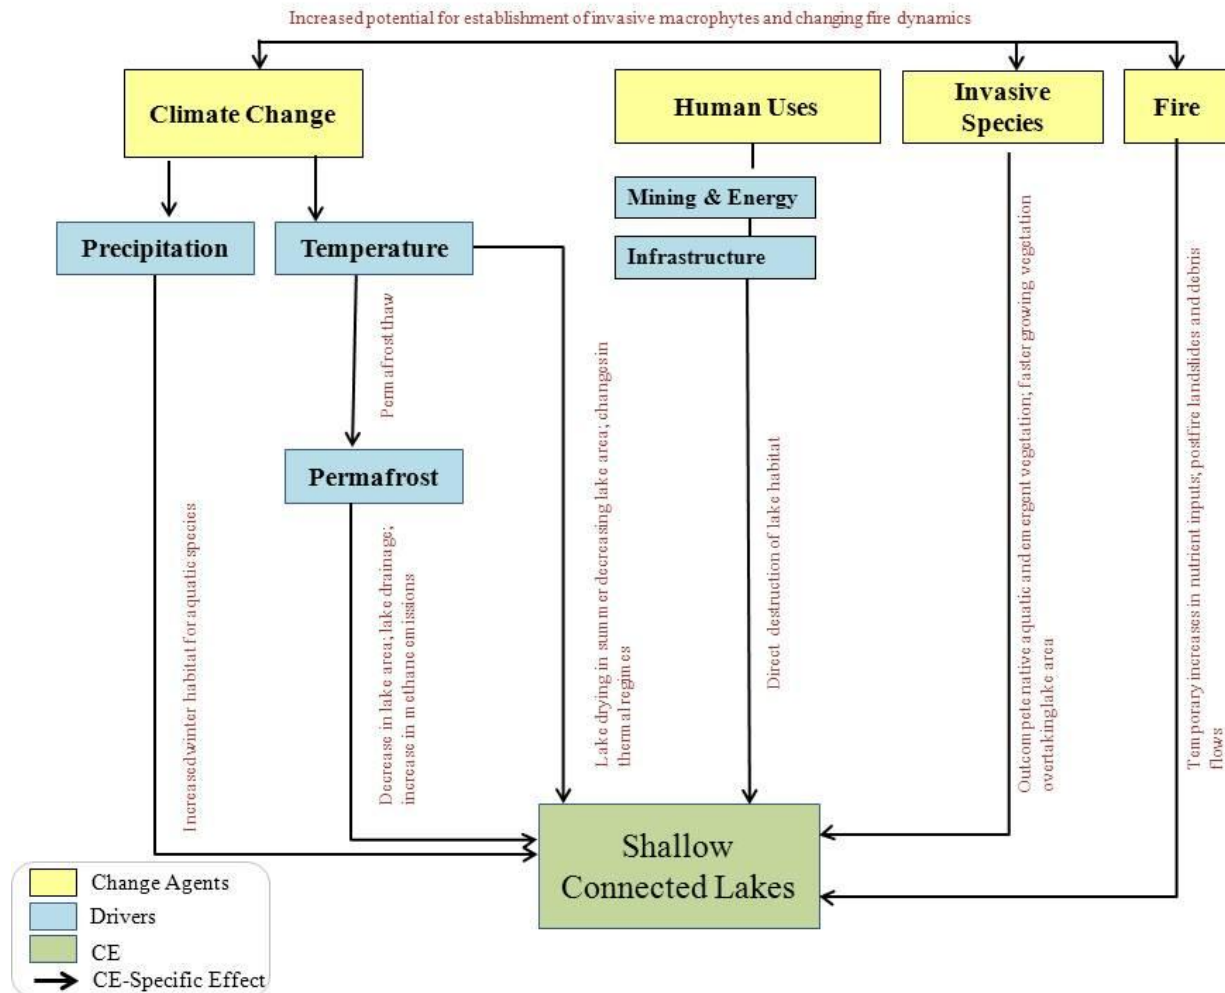 Increased potential for establishment of invasive macrophytes and changing fire dynamics
Climate Change
Human Uses
Invasive
Species
Fire
Precipitation
Temperature
Mining & Energy
Infrastructure
Permafrost thaw
Permafrost
Increased winter habitat for aquatic species
Decrease in lake area; lake drainage;
increase in methane emissions
Lake drying in summer decreasing lake area; changes in
thermal regimes
Direct destruction of lake habitat
Outcompete native aquatic and emergent vegetation; faster growing vegetation
overtaking lake area
Temporary increases in nutrient inputs; postfire landslides and debris
flows
Shallow
Connected Lakes
Change Agents
Drivers
CE
CE-Specific Effect